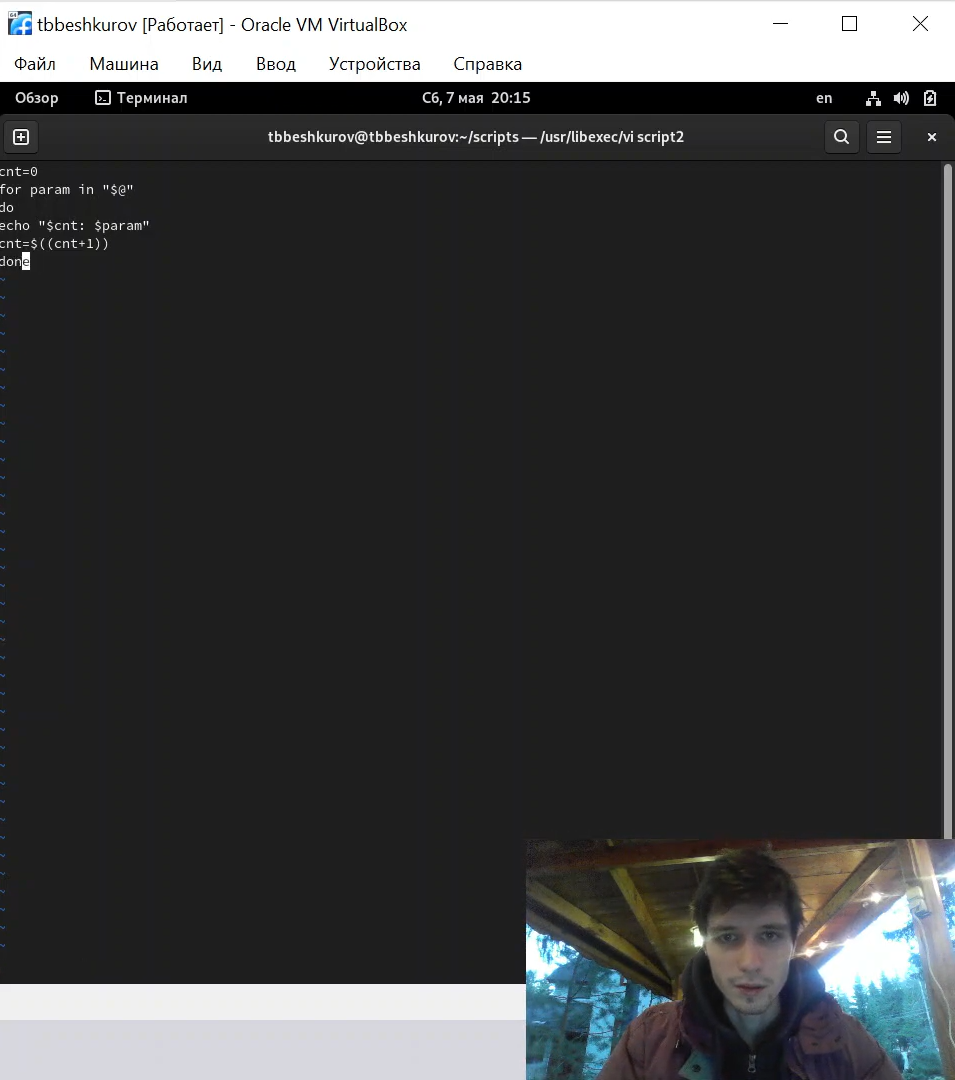 tbbeshkurov [Работает] - Oracle VM VirtualBox
Файл Машина Вид Ввод Устройства Справка
Обзор Терминал Сб, 7 мая 20:15 en
tbbeshkurov@tbbeshkurov:~/scripts — /usr/libexec/vi script2
cnt=0
for param in "$@"
do
echo "$cnt: $param"
cnt=$((cnt+1))
done